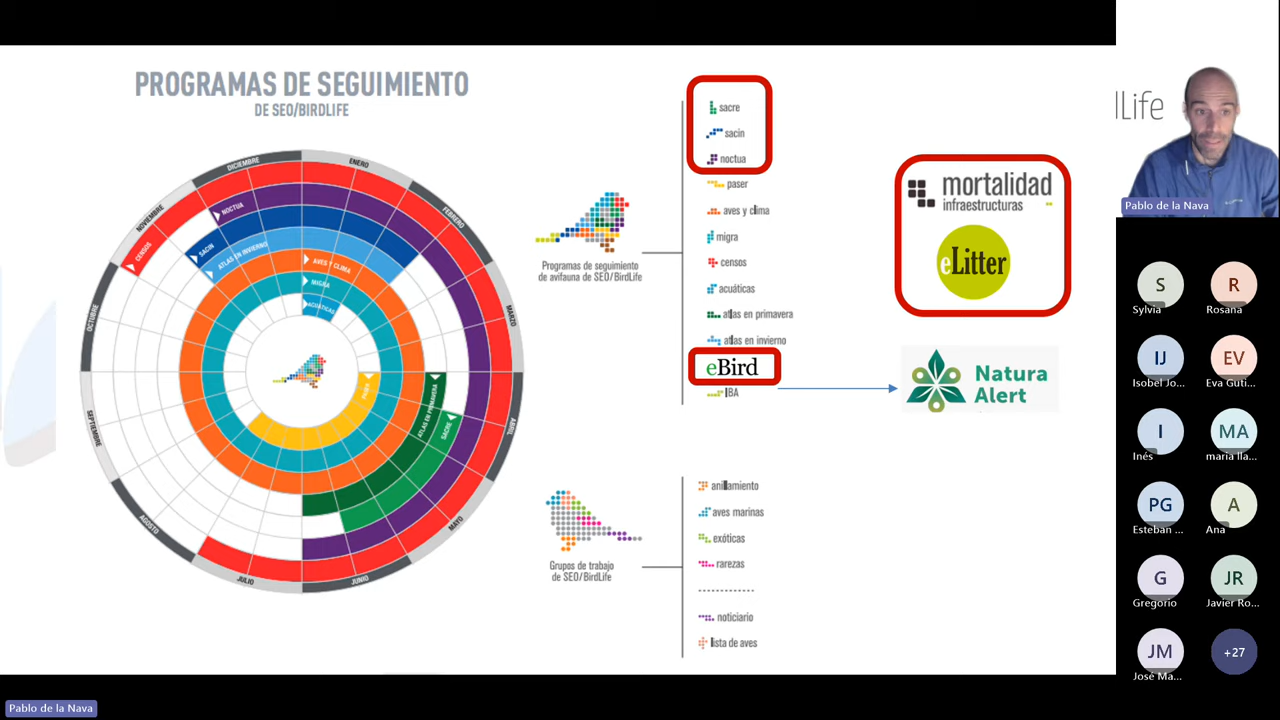 PROGRAMAS DE SEGUIMIENTO
DE SEO/BIRDLIFE
DICIEMBRE
ENERO
FEBRERO
MARZO
ABRIL
MAYO
JUNIO
JULIO
AGOSTO
SEPTIEMBRE
OCTUBRE
NOVIEMBRE
CENSOS
NOCTUA
SACIN
ATLAS EN INVIERNO
AVES Y CLIMA
MIGRA
ACUÁTICAS
PASER
ATLAS EN PRIMAVERA
SACRE
Programas de seguimiento
de avifauna de SEO/BirdLife
sacre
sacin
noctua
paser
aves y clima
migra
censos
acuáticas
atlas en primavera
atlas en invierno
eBird
IBA
mortalidad
infraestructuras
eLitter
Natura
Alert
Grupos de trabajo
de SEO/BirdLife
anillamiento
aves marinas
exóticas
rarezas
noticiario
lista de aves
dLife
Pablo de la Nava
S
Sylvia
R
Rosana
IJ
Isobel Jo...
EV
Eva Guti...
I
Inés
MA
maria lla...
PG
Esteban ...
A
Ana
G
Gregorio
JR
Javier Ro...
JM
José Ma...
+27
Pablo de la Nava